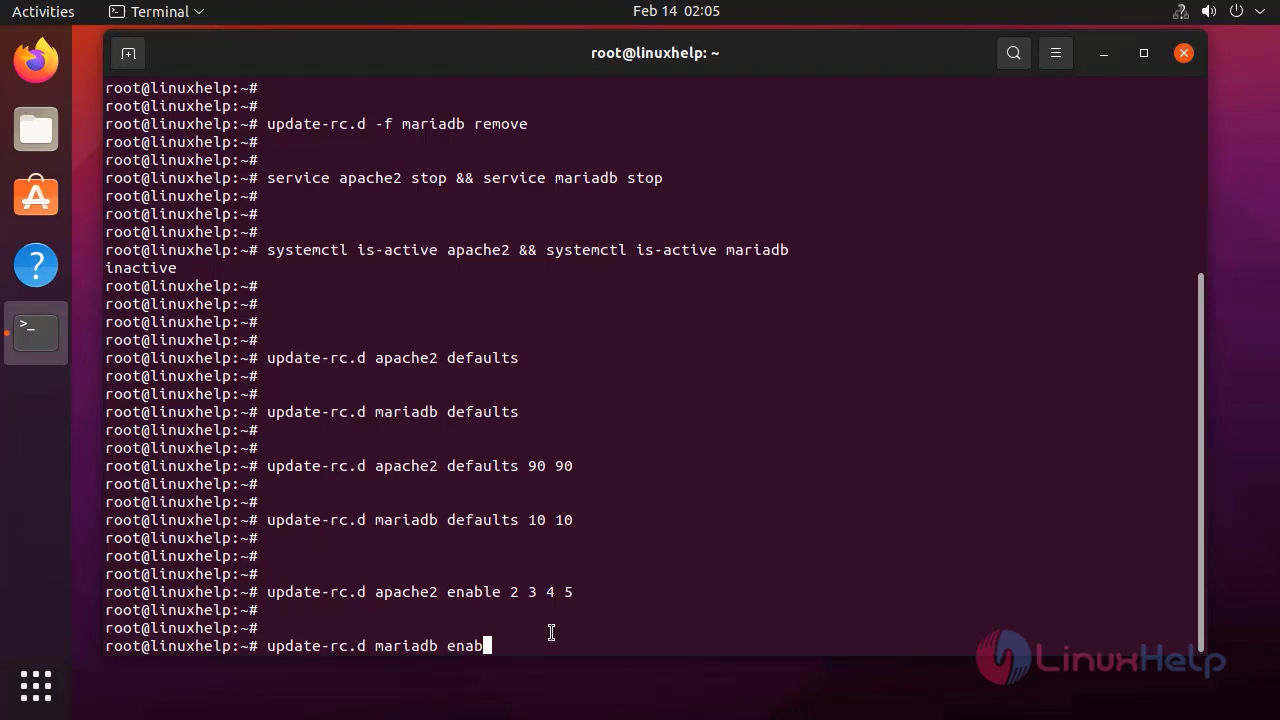 Activities Terminal Feb 14 02:05
root@linuxhelp: ~
root@linuxhelp:~#
root@linuxhelp:~#
root@linuxhelp:~# update-rc.d -f mariadb remove
root@linuxhelp:~#
root@linuxhelp:~#
root@linuxhelp:~# service apache2 stop && service mariadb stop
root@linuxhelp:~#
root@linuxhelp:~#
root@linuxhelp:~#
root@linuxhelp:~# systemctl is-active apache2 && systemctl is-active mariadb
inactive
root@linuxhelp:~#
root@linuxhelp:~#
root@linuxhelp:~#
root@linuxhelp:~#
root@linuxhelp:~# update-rc.d apache2 defaults
root@linuxhelp:~#
root@linuxhelp:~#
root@linuxhelp:~# update-rc.d mariadb defaults
root@linuxhelp:~#
root@linuxhelp:~#
root@linuxhelp:~# update-rc.d apache2 defaults 90 90
root@linuxhelp:~#
root@linuxhelp:~#
root@linuxhelp:~# update-rc.d mariadb defaults 10 10
root@linuxhelp:~#
root@linuxhelp:~#
root@linuxhelp:~#
root@linuxhelp:~# update-rc.d apache2 enable 2 3 4 5
root@linuxhelp:~#
root@linuxhelp:~#
root@linuxhelp:~# update-rc.d mariadb enab
LinuxHelp